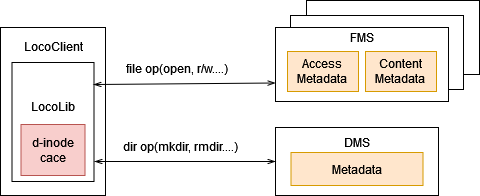 LocoClient
LocoLib
d-inode
cace
file op(open, r/w....)
dir op(mkdir, rmdir....)
FMS
Access
Metadata
Content
Metadata
DMS
Metadata